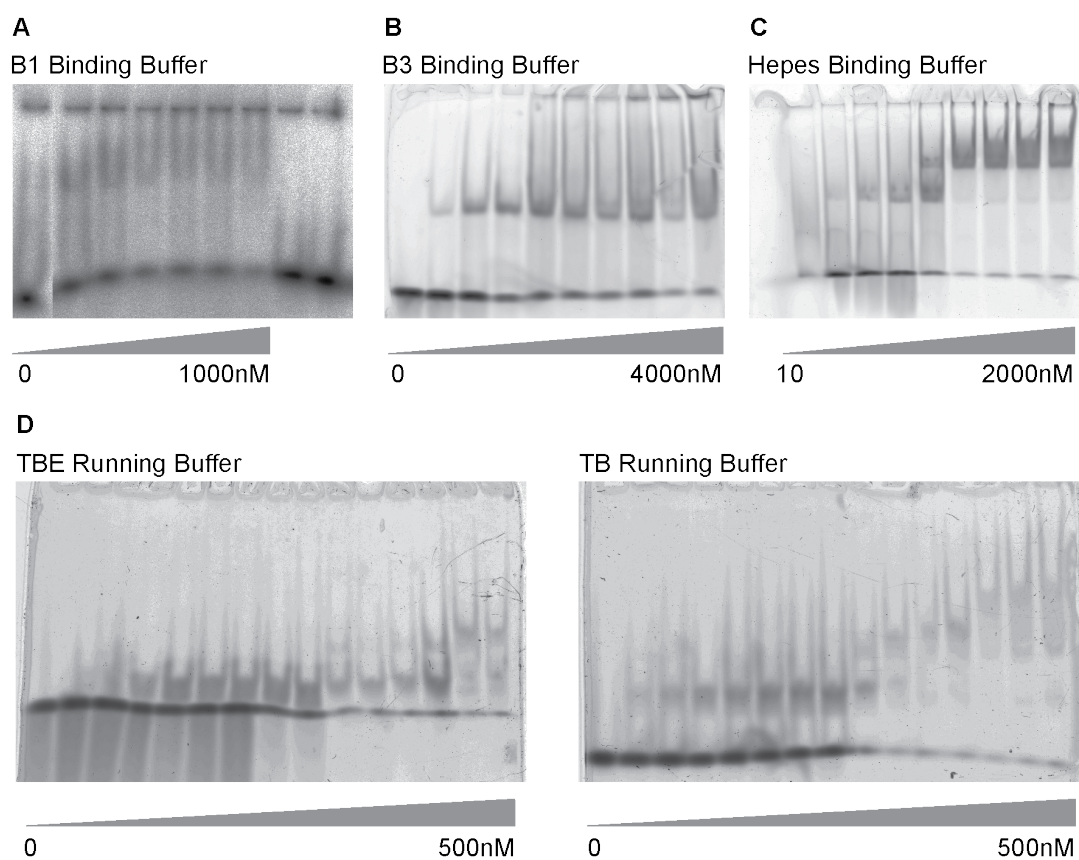 A
B1 Binding Buffer
0 1000nM
B
B3 Binding Buffer
0 4000nM
C
Hepes Binding Buffer
10 2000nM
D
TBE Running Buffer
0 500nM
TB Running Buffer
0 500nM